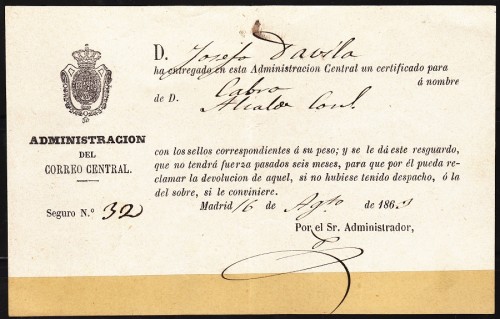 ADMINISTRACION
DEL
CORREO CENTRAL.
Seguro N.º 32
D. Josefo Davila
ha entregado en esta Administracion Central un certificado para
Cabra á nombre
de D. Alcalde Conl.
con los sellos correspondientes á su peso; y se le dá este resguardo,
que no tendrá fuerza pasados seis meses, para que por él pueda re-
clamar la devolucion de aquel, si no hubiese tenido despacho, ó la
del sobre, si le conviniere.
Madrid 16 de Agto. de 186
Por el Sr. Administrador,